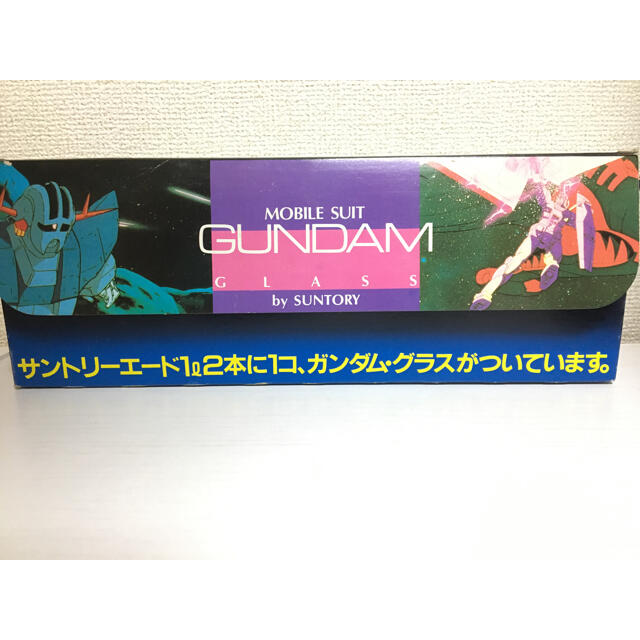 MOBILE SUIT
GUNDAM
GLASS
by SUNTORY
サントリーエード1ℓ2本に1コ、ガンダム・グラスがついています。